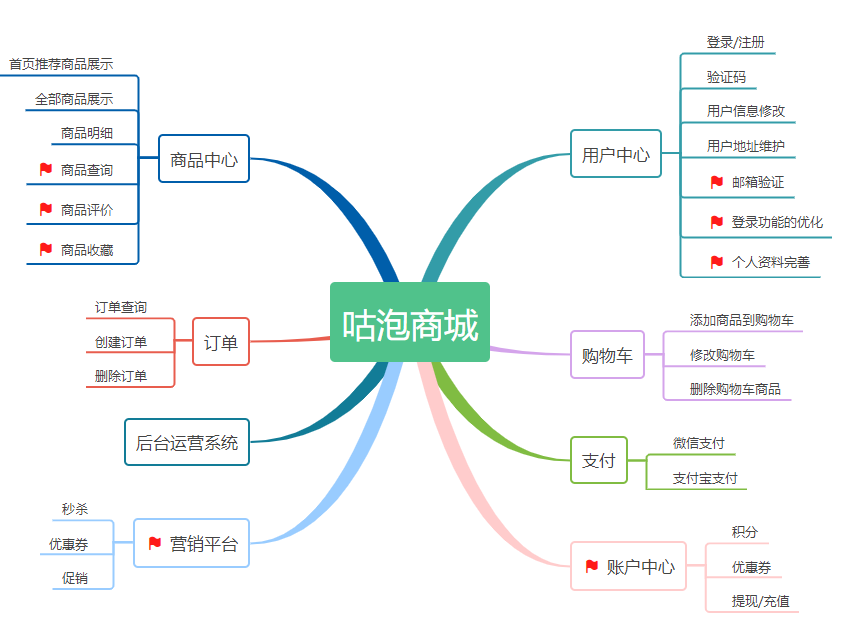 咕泡商城
商品中心
首页推荐商品展示
全部商品展示
商品明细
商品查询
商品评价
商品收藏
订单
订单查询
创建订单
删除订单
后台运营系统
营销平台
秒杀
优惠券
促销
用户中心
登录/注册
验证码
用户信息修改
用户地址维护
邮箱验证
登录功能的优化
个人资料完善
购物车
添加商品到购物车
修改购物车
删除购物车商品
支付
微信支付
支付宝支付
账户中心
积分
优惠券
提现/充值